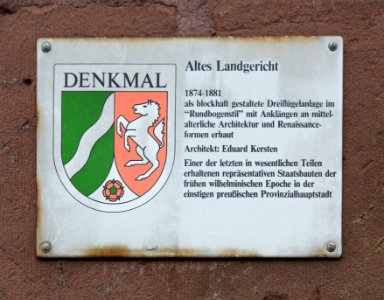 DENKMAL
Altes Landgericht
1874-1881
als blockhaft gestaltete Dreiflügelanlage im
"Rundbogenstil" mit Anklängen an mittel-
alterliche Architektur und Renaissance-
formen erbaut
Architekt: Eduard Kersten
Einer der letzten in wesentlichen Teilen
erhaltenen repräsentativen Staatsbauten der
frühen wilhelminischen Epoche in der
einstigen preußischen Provinzialhauptstadt